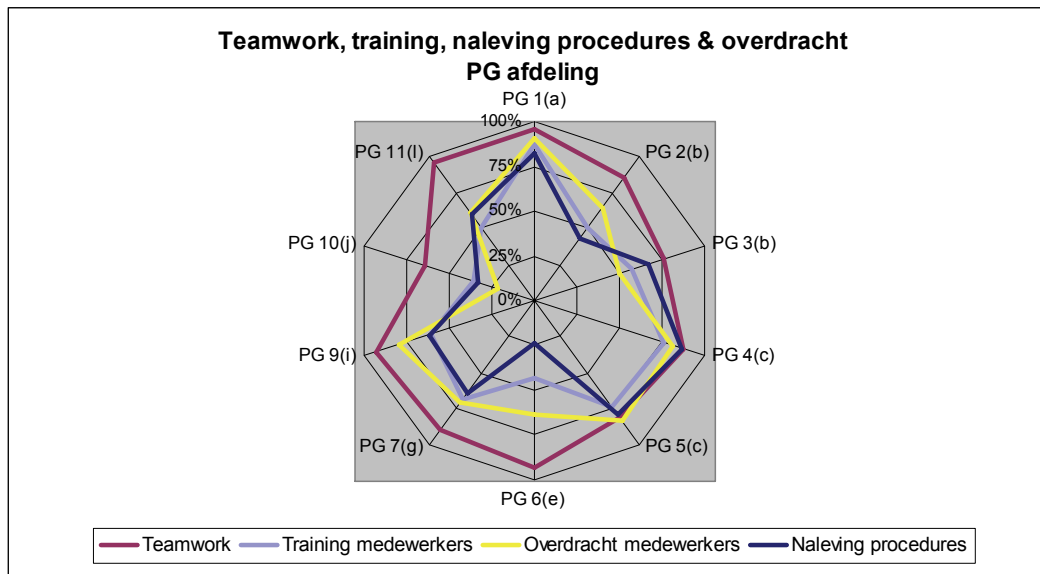 Teamwork, training, naleving procedures & overdracht
PG afdeling
PG 1(a)
100%
PG 11(l)
PG 2(b)
75%
50%
PG 10(j)
PG 3(b)
25%
0%
PG 9(i)
PG 4(c)
PG 7(g)
PG 5(c)
PG 6(e)
Teamwork Training medewerkers Overdracht medewerkers Naleving procedures